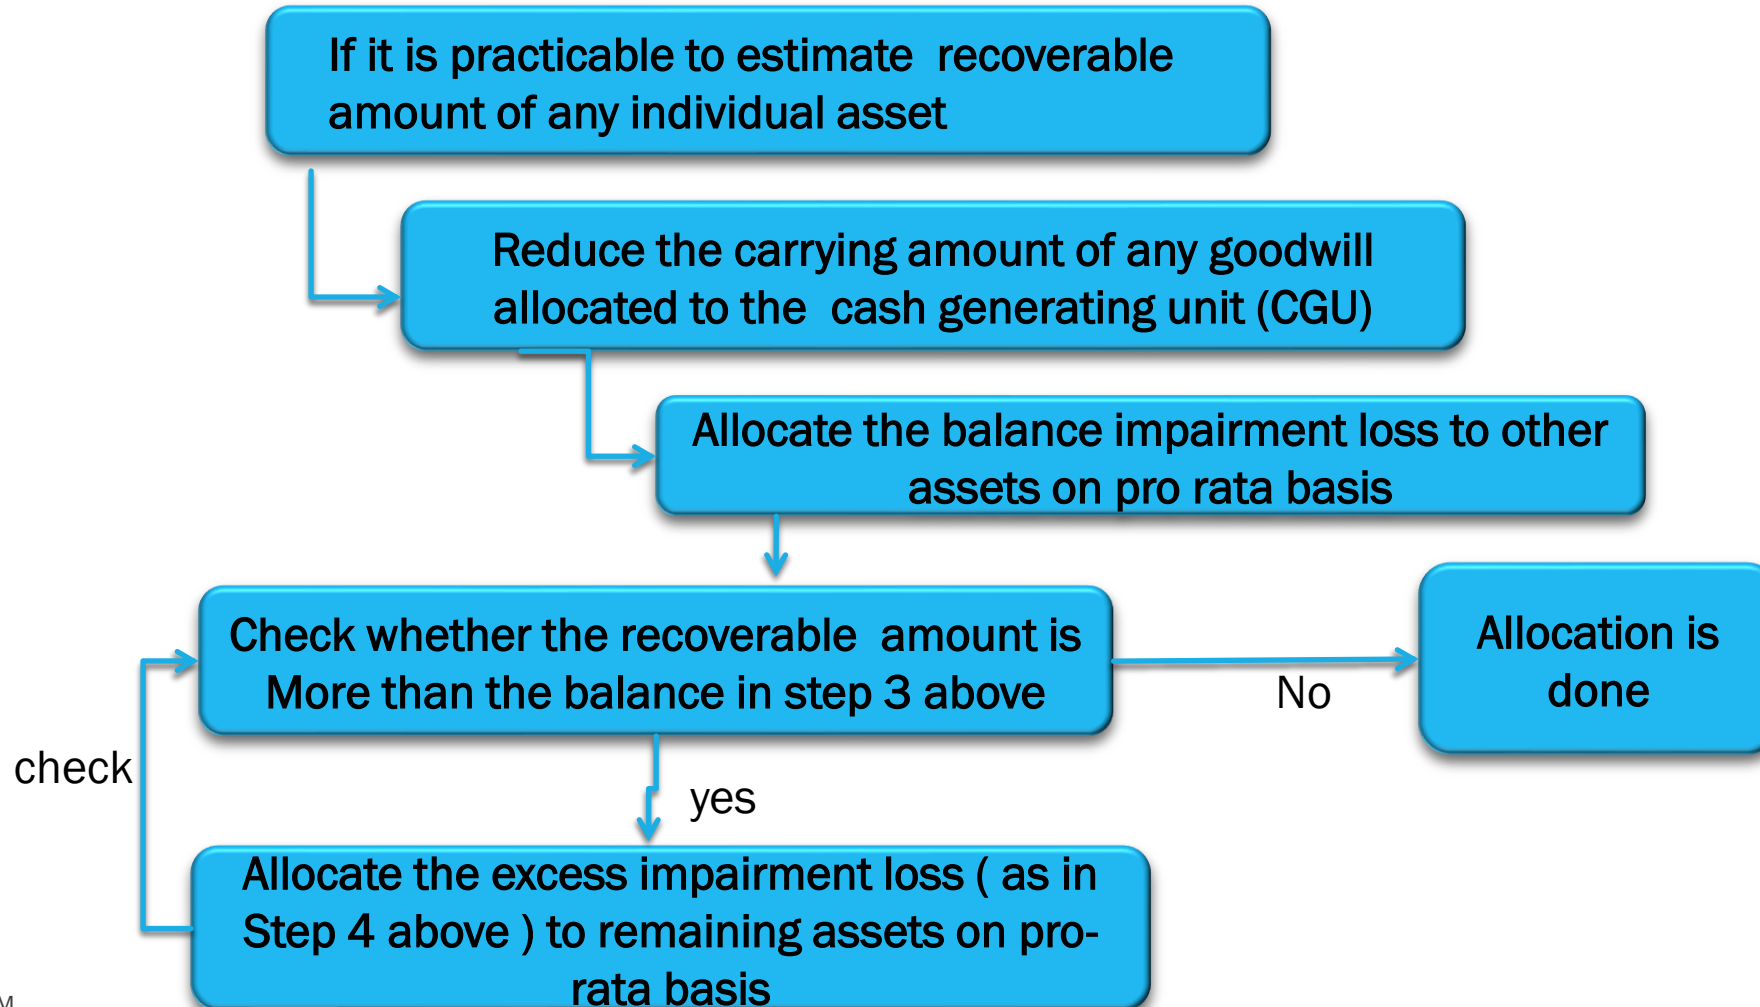 If it is practicable to estimate  recoverable
amount of any individual asset
Reduce the carrying amount of any goodwill
allocated to the  cash generating unit (CGU)
Allocate the balance impairment loss to other
assets on pro rata basis
Check whether the recoverable  amount is
More than the balance in step 3 above
No
Allocation is
done
check
yes
Allocate the excess impairment loss ( as in
Step 4 above ) to remaining assets on pro-
rata basis
M